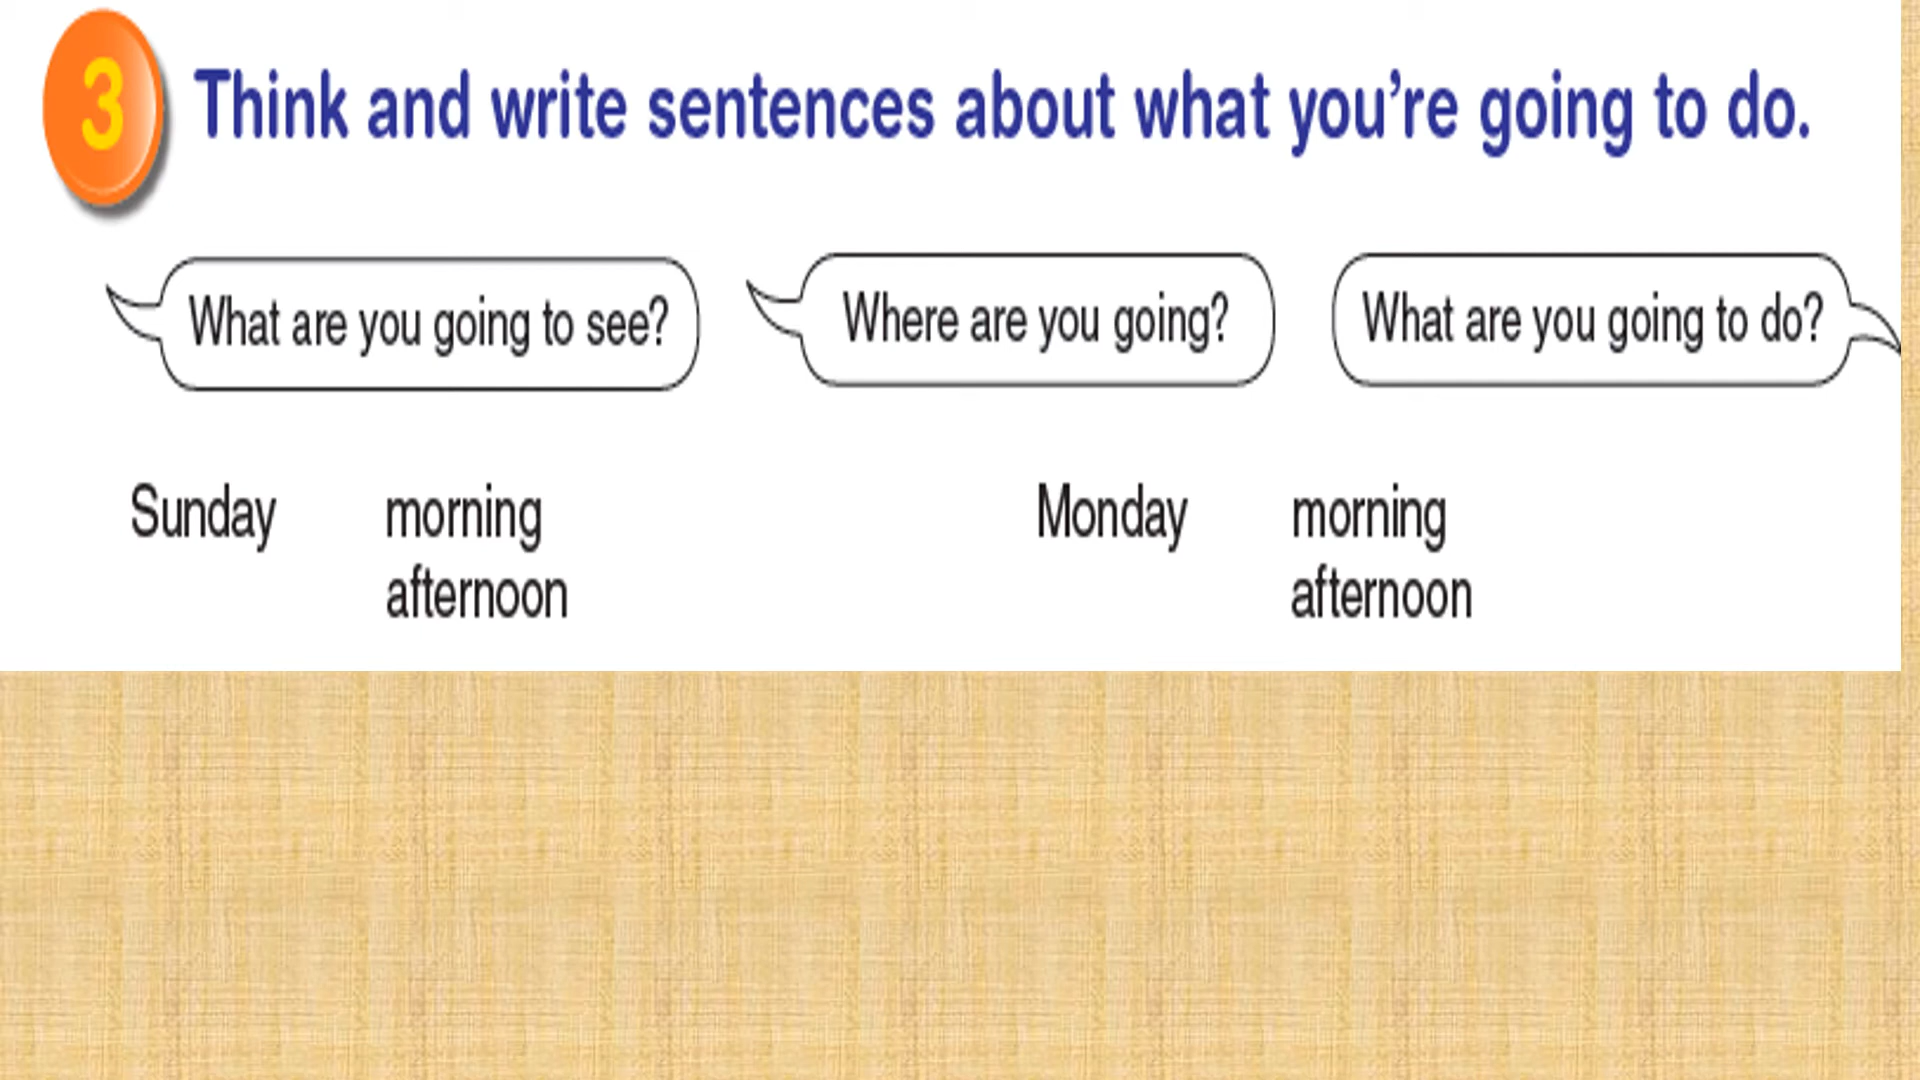 3 Think and write sentences about what you're going to do.
What are you going to see? Where are you going? What are you going to do?
Sunday morning Monday morning
afternoon afternoon